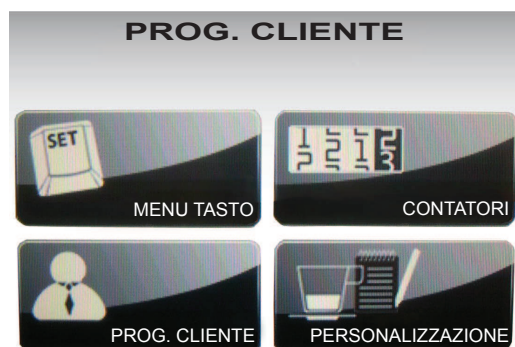 PROG. CLIENTE
SET
MENU TASTO
CONTATORI
PROG. CLIENTE
PERSONALIZZAZIONE